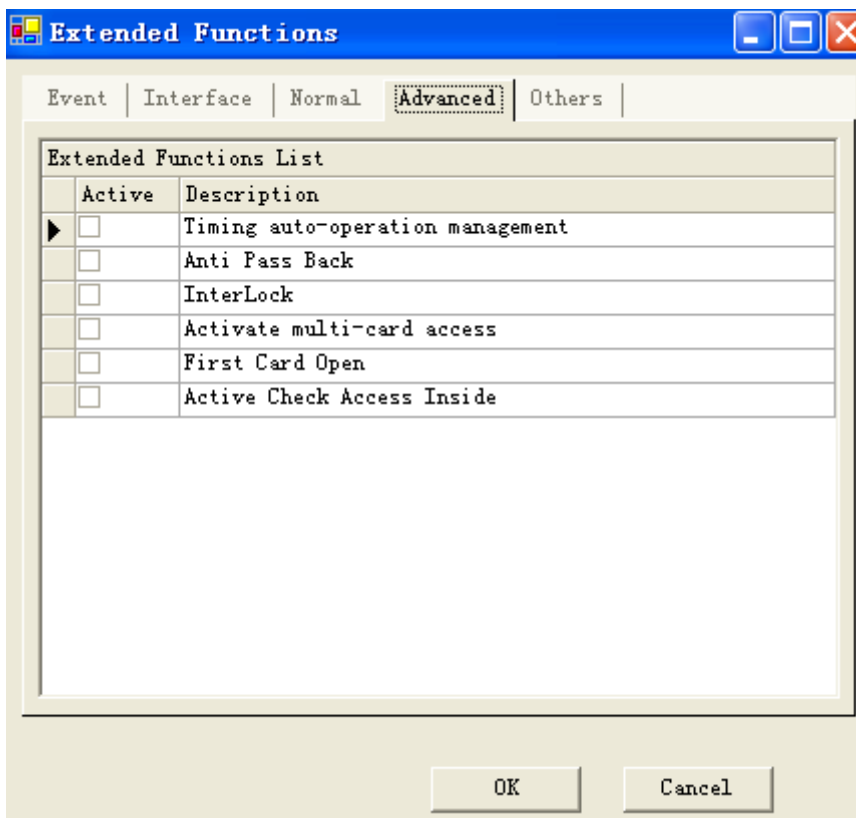 Extended Functions
Event Interface Normal Advanced Others
Extended Functions List
Active Description
Timing auto-operation management
Anti Pass Back
InterLock
Activate multi-card access
First Card Open
Active Check Access Inside
OK Cancel